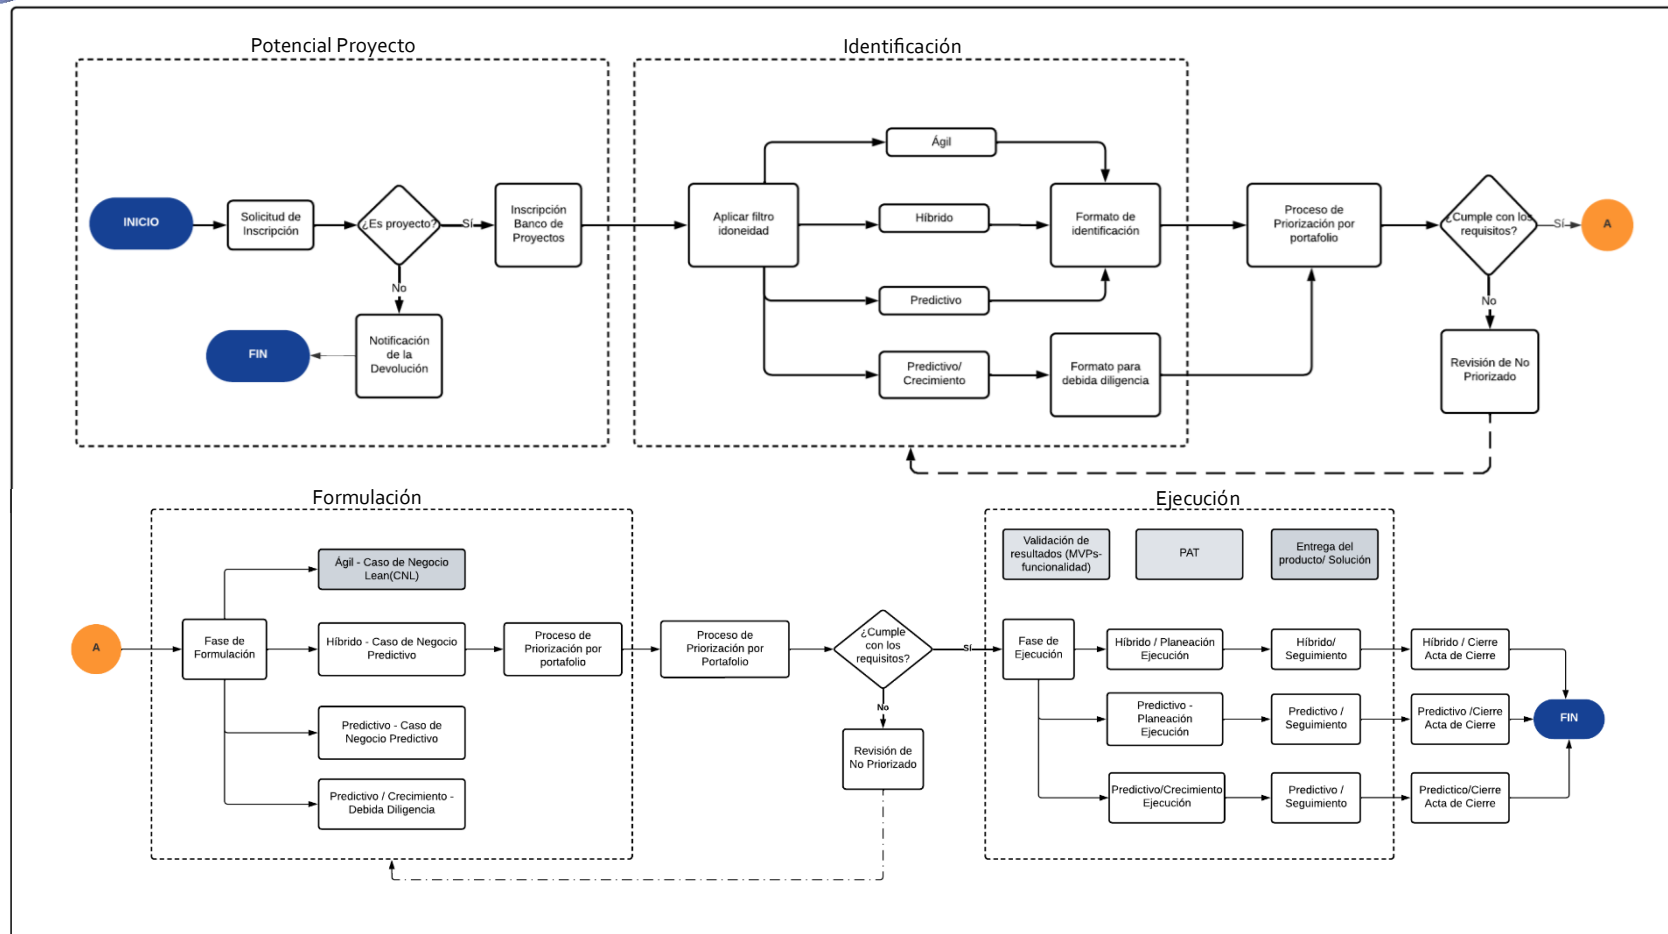 Potencial Proyecto
Identificación
INICIO
Solicitud de
Inscripción
¿Es proyecto?
Sí
Inscripción
Banco de
Proyectos
No
Notificación
de la
Devolución
FIN
Aplicar filtro
idoneidad
Ágil
Híbrido
Predictivo
Predictivo/
Crecimiento
Formato de
identificación
Formato para
debida diligencia
Proceso de
Priorización por
portafolio
¿Cumple con los
requisitos?
Sí
A
No
Revisión de No
Priorizado
Formulación
Ejecución
A
Fase de
Formulación
Ágil - Caso de Negocio
Lean(CNL)
Híbrido - Caso de Negocio
Predictivo
Predictivo - Caso de
Negocio Predictivo
Predictivo / Crecimiento -
Debida Diligencia
Proceso de
Priorización por
portafolio
Proceso de
Priorización por
Portafolio
¿Cumple
con los
requisitos?
Sí
No
Revisión de
No Priorizado
Validación de
resultados (MVPs-
funcionalidad)
PAT
Entrega del
producto/ Solución
Fase de
Ejecución
Híbrido / Planeación
Ejecución
Híbrido/
Seguimiento
Híbrido / Cierre
Acta de Cierre
Predictivo -
Planeación
Ejecución
Predictivo /
Seguimiento
Predictivo /Cierre
Acta de Cierre
FIN
Predictivo/Crecimiento
Ejecución
Predictivo /
Seguimiento
Predictico/Cierre
Acta de Cierre